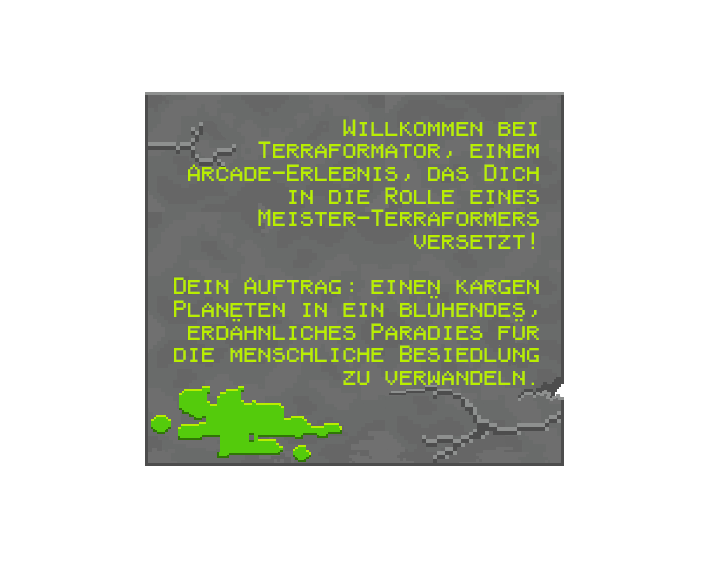 Willkommen bei
Terraformator, einem
Arcade-Erlebnis, das Dich
in die Rolle eines
Meister-Terraformers
versetzt!
Dein Auftrag: einen kargen
Planeten in ein blühendes,
erdähnliches Paradies für
die menschliche Besiedlung
zu verwandeln.